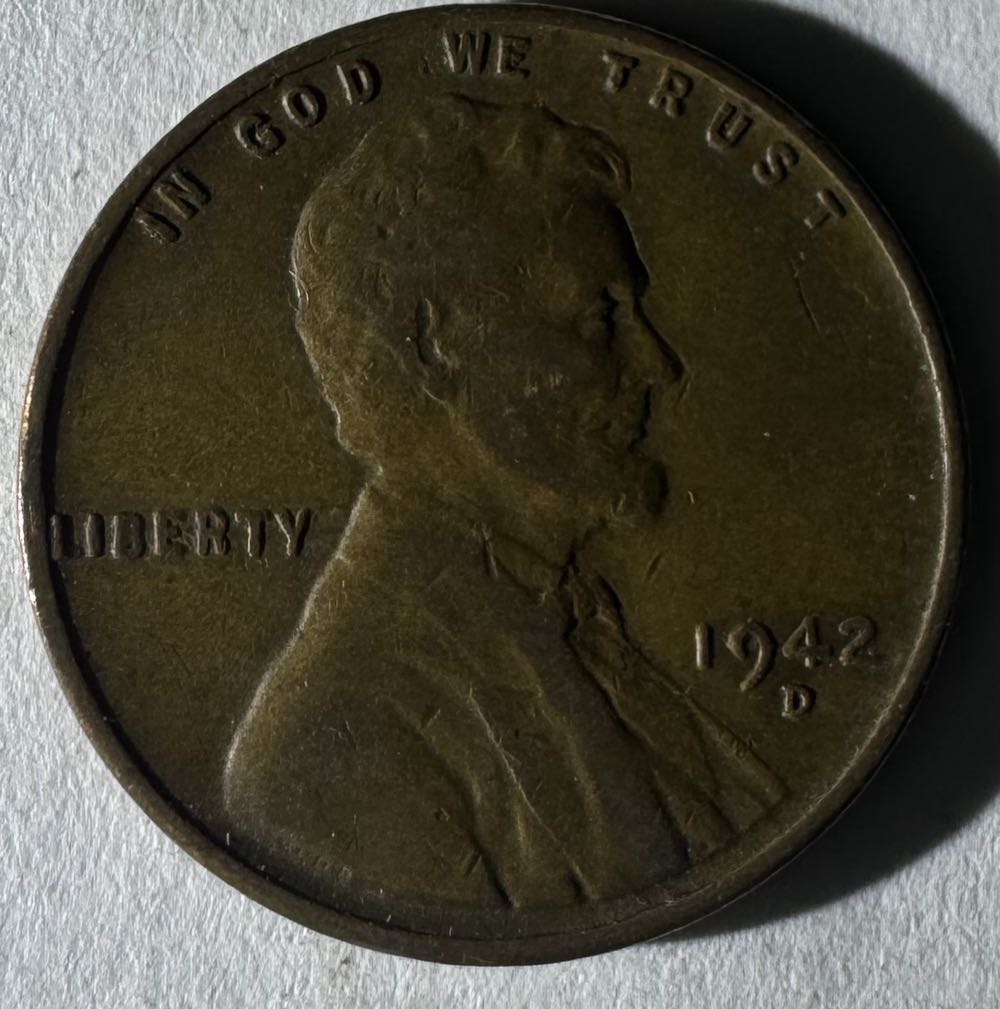 IN GOD WE TRUST
LIBERTY
1942
D